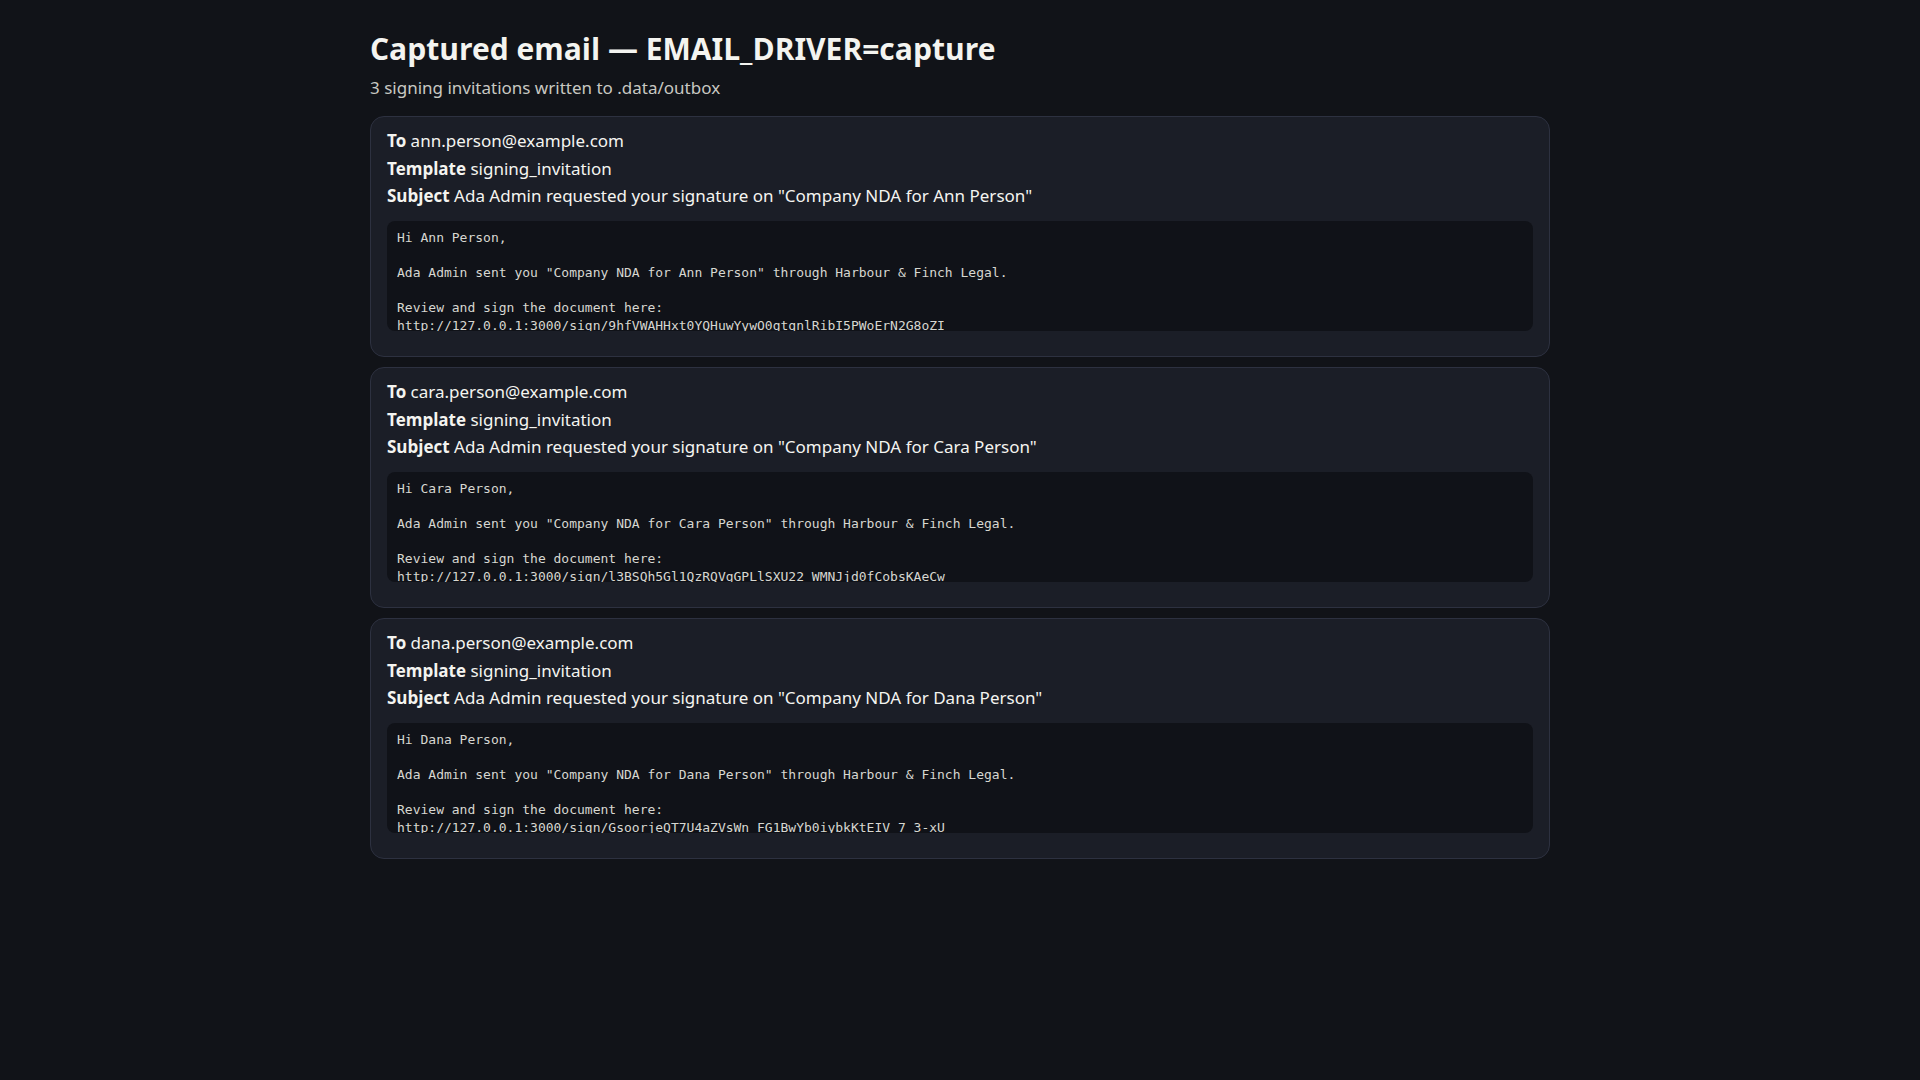 Captured email — EMAIL_DRIVER=capture
3 signing invitations written to .data/outbox
To ann.person@example.com
Template signing_invitation
Subject Ada Admin requested your signature on "Company NDA for Ann Person"
Hi Ann Person,
Ada Admin sent you "Company NDA for Ann Person" through Harbour & Finch Legal.
Review and sign the document here:
To cara.person@example.com
Template signing_invitation
Subject Ada Admin requested your signature on "Company NDA for Cara Person"
Hi Cara Person,
Ada Admin sent you "Company NDA for Cara Person" through Harbour & Finch Legal.
Review and sign the document here:
To dana.person@example.com
Template signing_invitation
Subject Ada Admin requested your signature on "Company NDA for Dana Person"
Hi Dana Person,
Ada Admin sent you "Company NDA for Dana Person" through Harbour & Finch Legal.
Review and sign the document here: